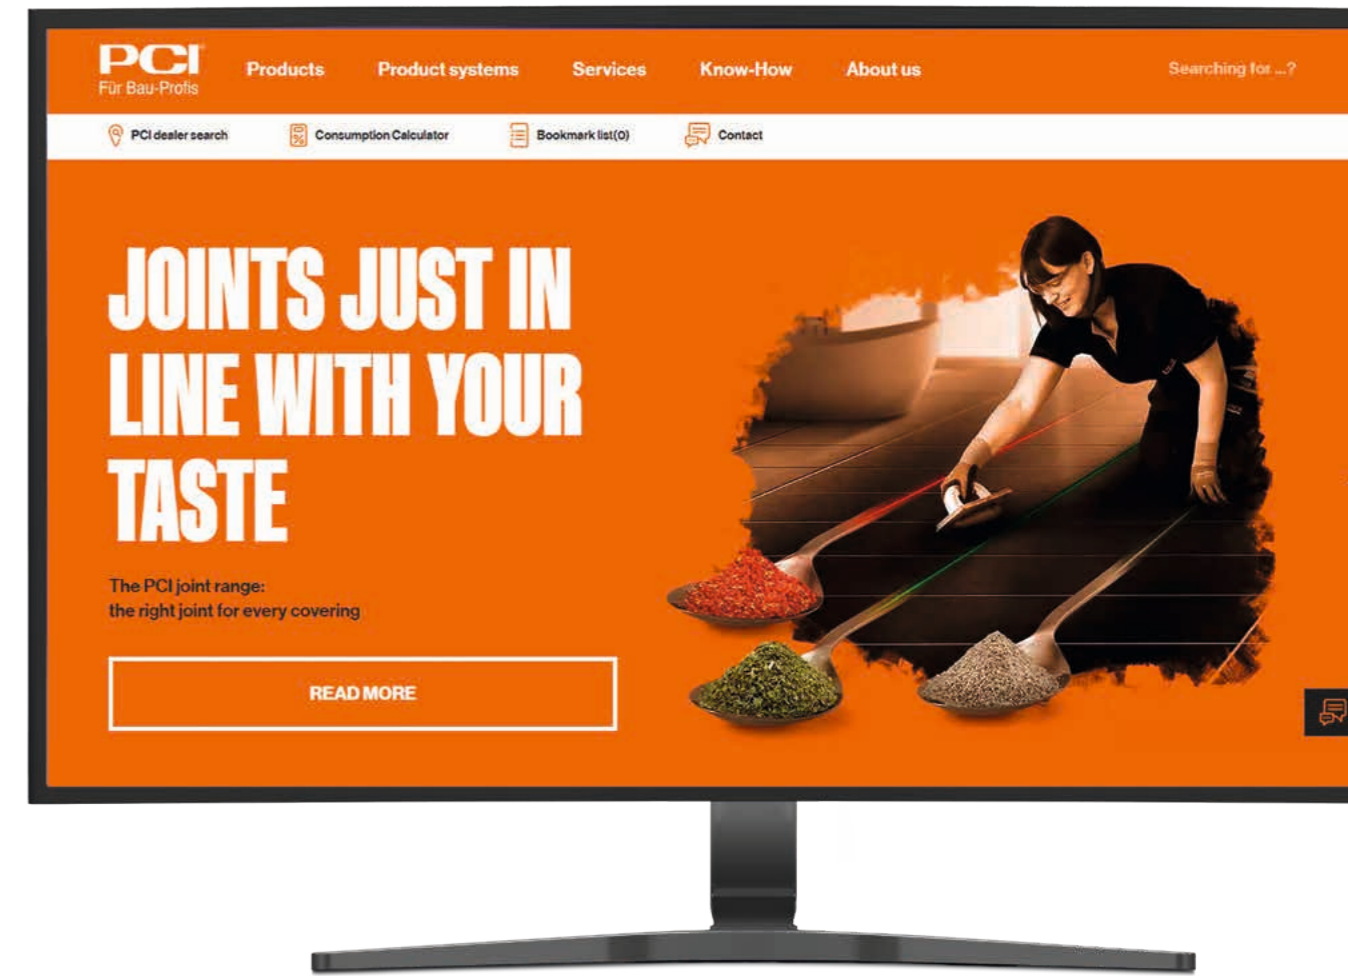 PCI
Für Bau-Profis
Products Product systems Services Know-How About us Searching for ...?
PCI dealer search Consumption Calculator Bookmark list(0) Contact
JOINTS JUST IN
LINE WITH YOUR
TASTE
The PCI joint range:
the right joint for every covering
READ MORE